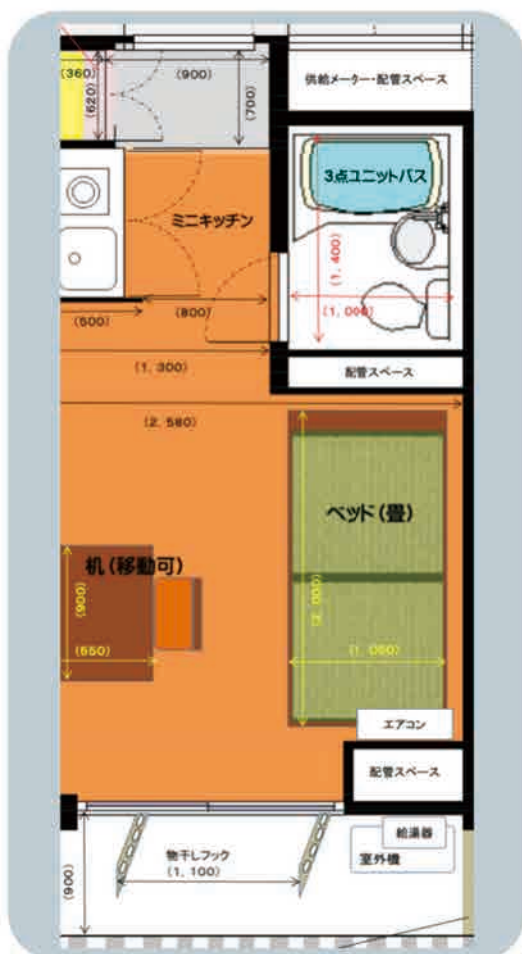 (360)
(620)
(900)
(700)
供給メーター・配管スペース
3点ユニットバス
ミニキッチン
(1,400)
(1,000)
(500)
(800)
(1,300)
配管スペース
(2,580)
ベッド(畳)
机(移動可)
(900)
(650)
(2,000)
(1,050)
エアコン
配管スペース
給湯器
室外機
物干しフック
(1,100)
(900)